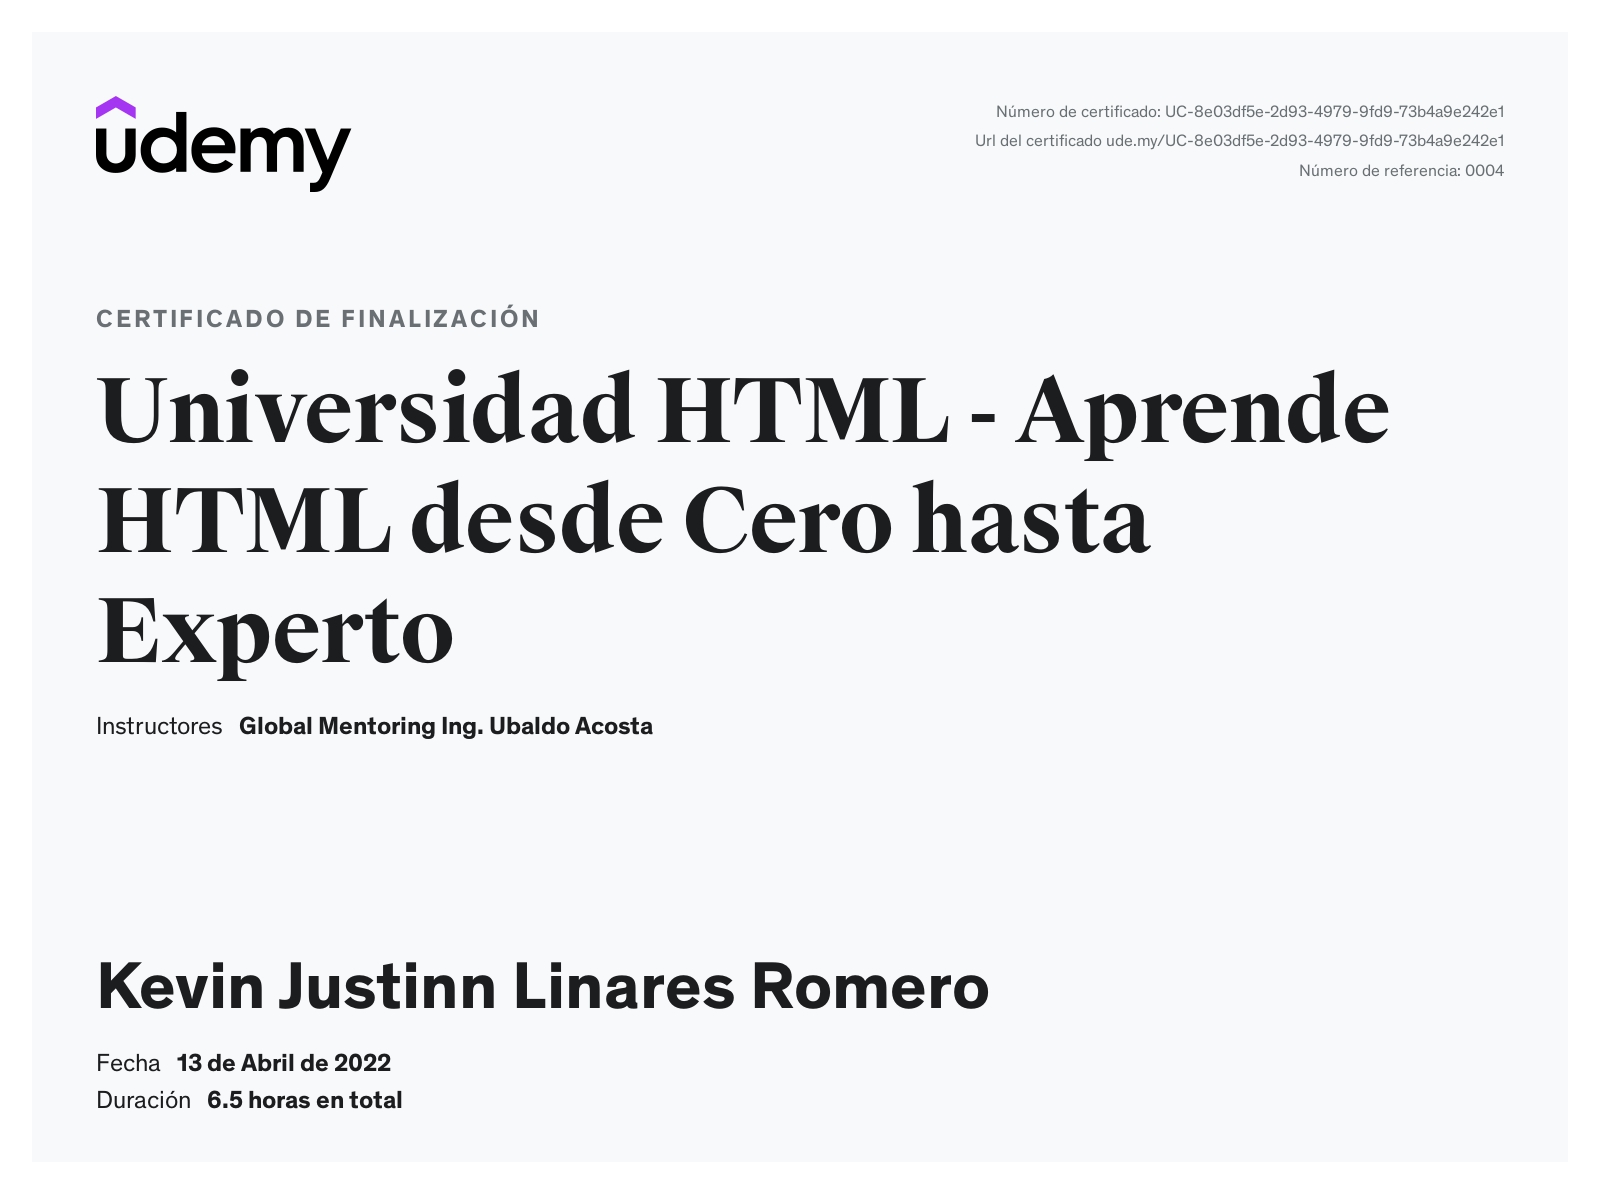 udemy
Número de certificado: UC-8e03df5e-2d93-4979-9fd9-73b4a9e242e1
Url del certificado ude.my/UC-8e03df5e-2d93-4979-9fd9-73b4a9e242e1
Número de referencia: 0004
CERTIFICADO DE FINALIZACIÓN
Universidad HTML - Aprende
HTML desde Cero hasta
Experto
Instructores Global Mentoring Ing. Ubaldo Acosta
Kevin Justinn Linares Romero
Fecha 13 de Abril de 2022
Duración 6.5 horas en total